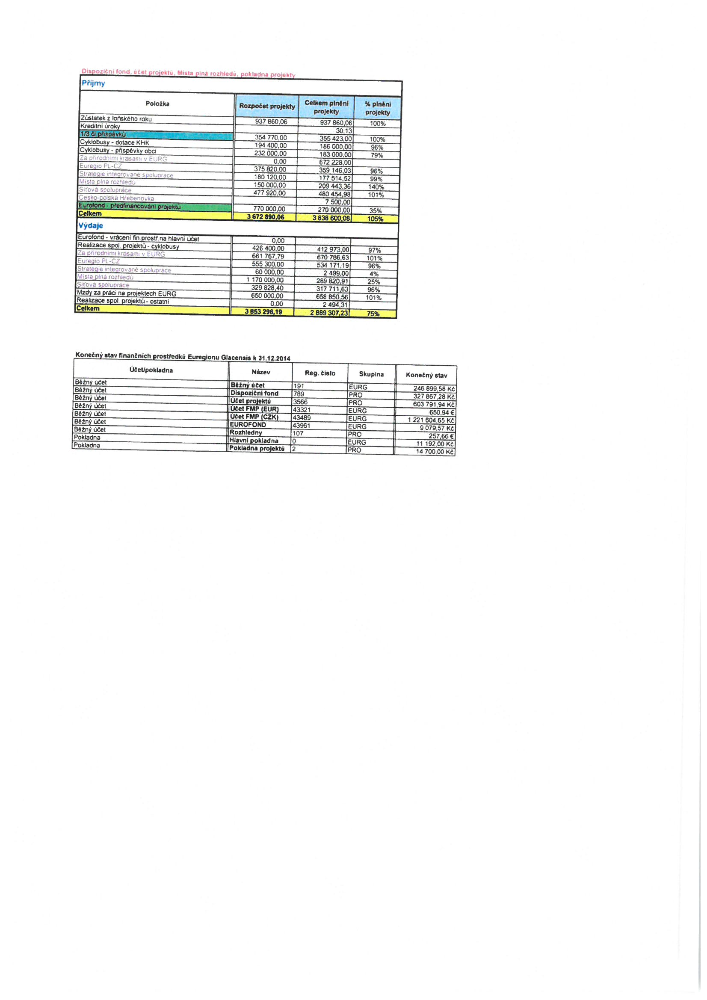 Dispoziční fond, účet projektů, Místa plná rozhledů, pokladna projekty
Příjmy
Položka Rozpočet projekty Celkem plnění projekty % plnění projekty
Zůstatek z loňského roku 937 860,06 937 860,06 100%
Kreditní úroky 30,13
1/3 čl.příspěvků 354 770,00 355 423,00 100%
Cyklobusy - dotace KHK 194 400,00 186 000,00 96%
Cyklobusy - příspěvky obcí 232 000,00 183 000,00 79%
Za přírodními krásami v EURG 0,00 672 228,00
Euregio PL-CZ 375 820,00 359 146,03 96%
Strategie integrované spolupráce 180 120,00 177 514,52 99%
Místa plná rozhledů 150 000,00 209 443,36 140%
Síťová spolupráce 477 920,00 480 454,98 101%
Česko-polská Hřebenovka 7 500,00
Eurofond - předfinancování projektů 770 000,00 270 000,00 35%
Celkem 3 672 890,06 3 838 600,08 105%
Výdaje
Eurofond - vrácení fin.prostř.na hlavní účet 0,00
Realizace spol. projektů - cyklobusy 426 400,00 412 973,00 97%
Za přírodními krásami v EURG 661 767,79 670 786,63 101%
Euregio PL-CZ 555 300,00 534 171,19 96%
Strategie integrované spolupráce 60 000,00 2 499,00 4%
Místa plná rozhledů 1 170 000,00 289 820,91 25%
Síťová spolupráce 329 828,40 317 711,63 96%
Mzdy za práci na projektech EURG 650 000,00 658 850,56 101%
Realizace spol. projektů - ostatní 0,00 2 494,31
Celkem 3 853 296,19 2 889 307,23 75%
Konečný stav finančních prostředků Euregionu Glacensis k 31.12.2014
Účet/pokladna Název Reg. číslo Skupina Konečný stav
Běžný účet Běžný účet 191 EURG 246 899,58 Kč
Běžný účet Dispoziční fond 789 PRO 327 867,28 Kč
Běžný účet Účet projektů 3566 PRO 603 791,94 Kč
Běžný účet Účet FMP (EUR) 43321 EURG 650,94 €
Běžný účet Účet FMP (CZK) 43489 EURG 1 221 604,65 Kč
Běžný účet EUROFOND 43961 EURG 9 079,57 Kč
Běžný účet Rozhledny 107 PRO 257,66 €
Pokladna Hlavní pokladna 0 EURG 11 192,00 Kč
Pokladna Pokladna projektů 2 PRO 14 700,00 Kč